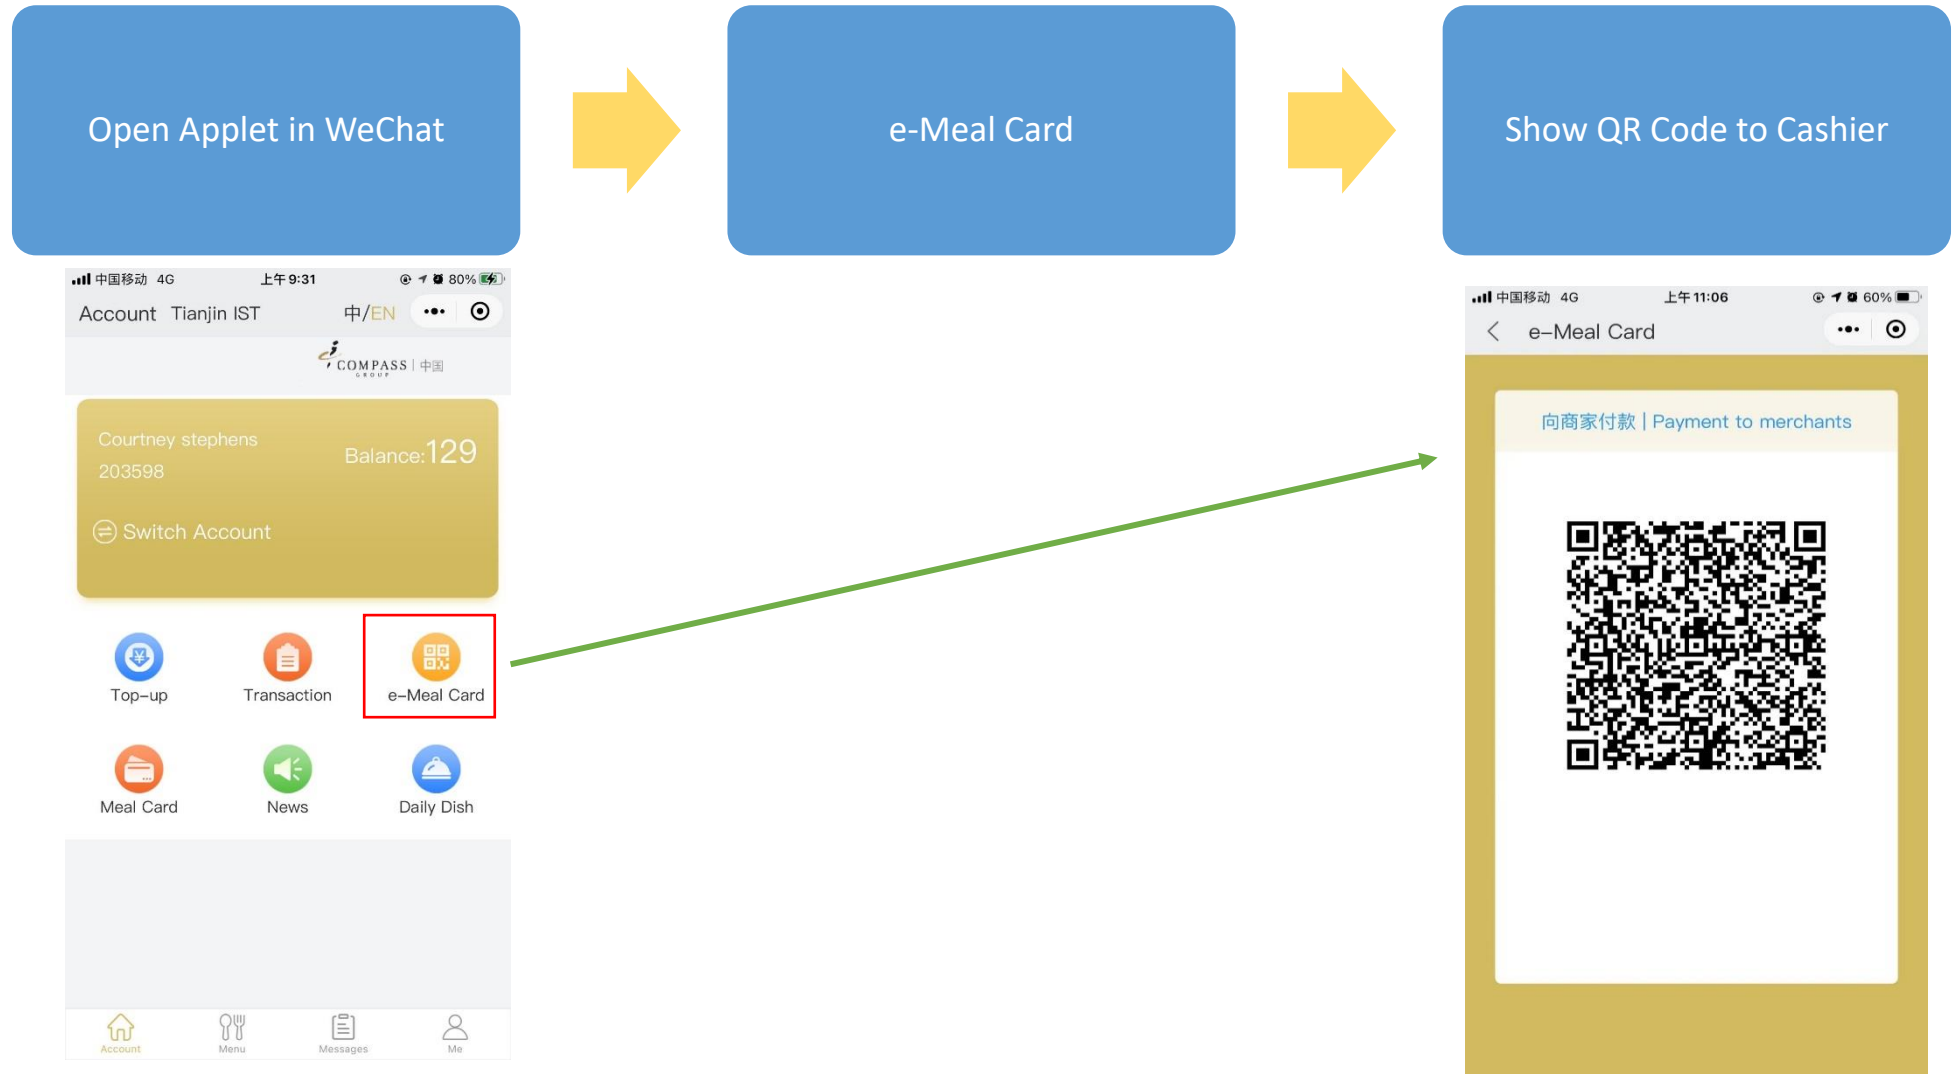 Open Applet in WeChat
e-Meal Card
Show QR Code to Cashier
中国移动 4G 上午9:31 80%
Account Tianjin IST 中/EN
COMPASS 中国
GROUP
Courtney stephens
203598
Balance:129
Switch Account
Top-up Transaction e-Meal Card
Meal Card News Daily Dish
Account Menu Messages Me
中国移动 4G 上午11:06 60%
e-Meal Card
向商家付款 | Payment to merchants